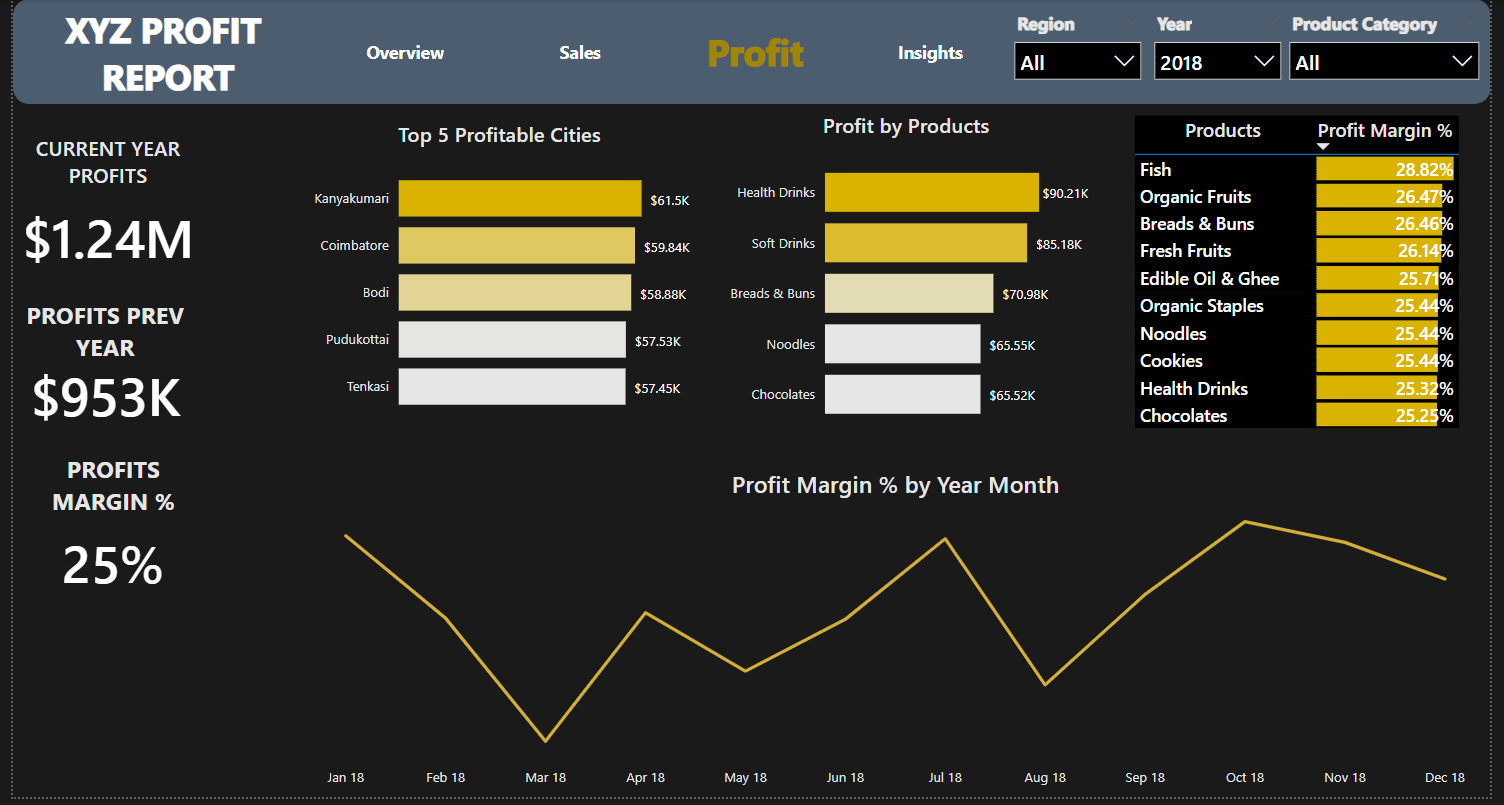 XYZ PROFIT
REPORT
Overview
Sales
Profit
Insights
Region
All
Year
2018
Product Category
All
CURRENT YEAR
PROFITS
$1.24M
PROFITS PREV
YEAR
$953K
PROFITS
MARGIN %
25%
Top 5 Profitable Cities
Kanyakumari $61.5K
Coimbatore $59.84K
Bodi $58.88K
Pudukottai $57.53K
Tenkasi $57.45K
Profit by Products
Health Drinks $90.21K
Soft Drinks $85.18K
Breads & Buns $70.98K
Noodles $65.55K
Chocolates $65.52K
Products Profit Margin %
Fish 28.82%
Organic Fruits 26.47%
Breads & Buns 26.46%
Fresh Fruits 26.14%
Edible Oil & Ghee 25.71%
Organic Staples 25.44%
Noodles 25.44%
Cookies 25.44%
Health Drinks 25.32%
Chocolates 25.25%
Profit Margin % by Year Month
Jan 18 Feb 18 Mar 18 Apr 18 May 18 Jun 18 Jul 18 Aug 18 Sep 18 Oct 18 Nov 18 Dec 18